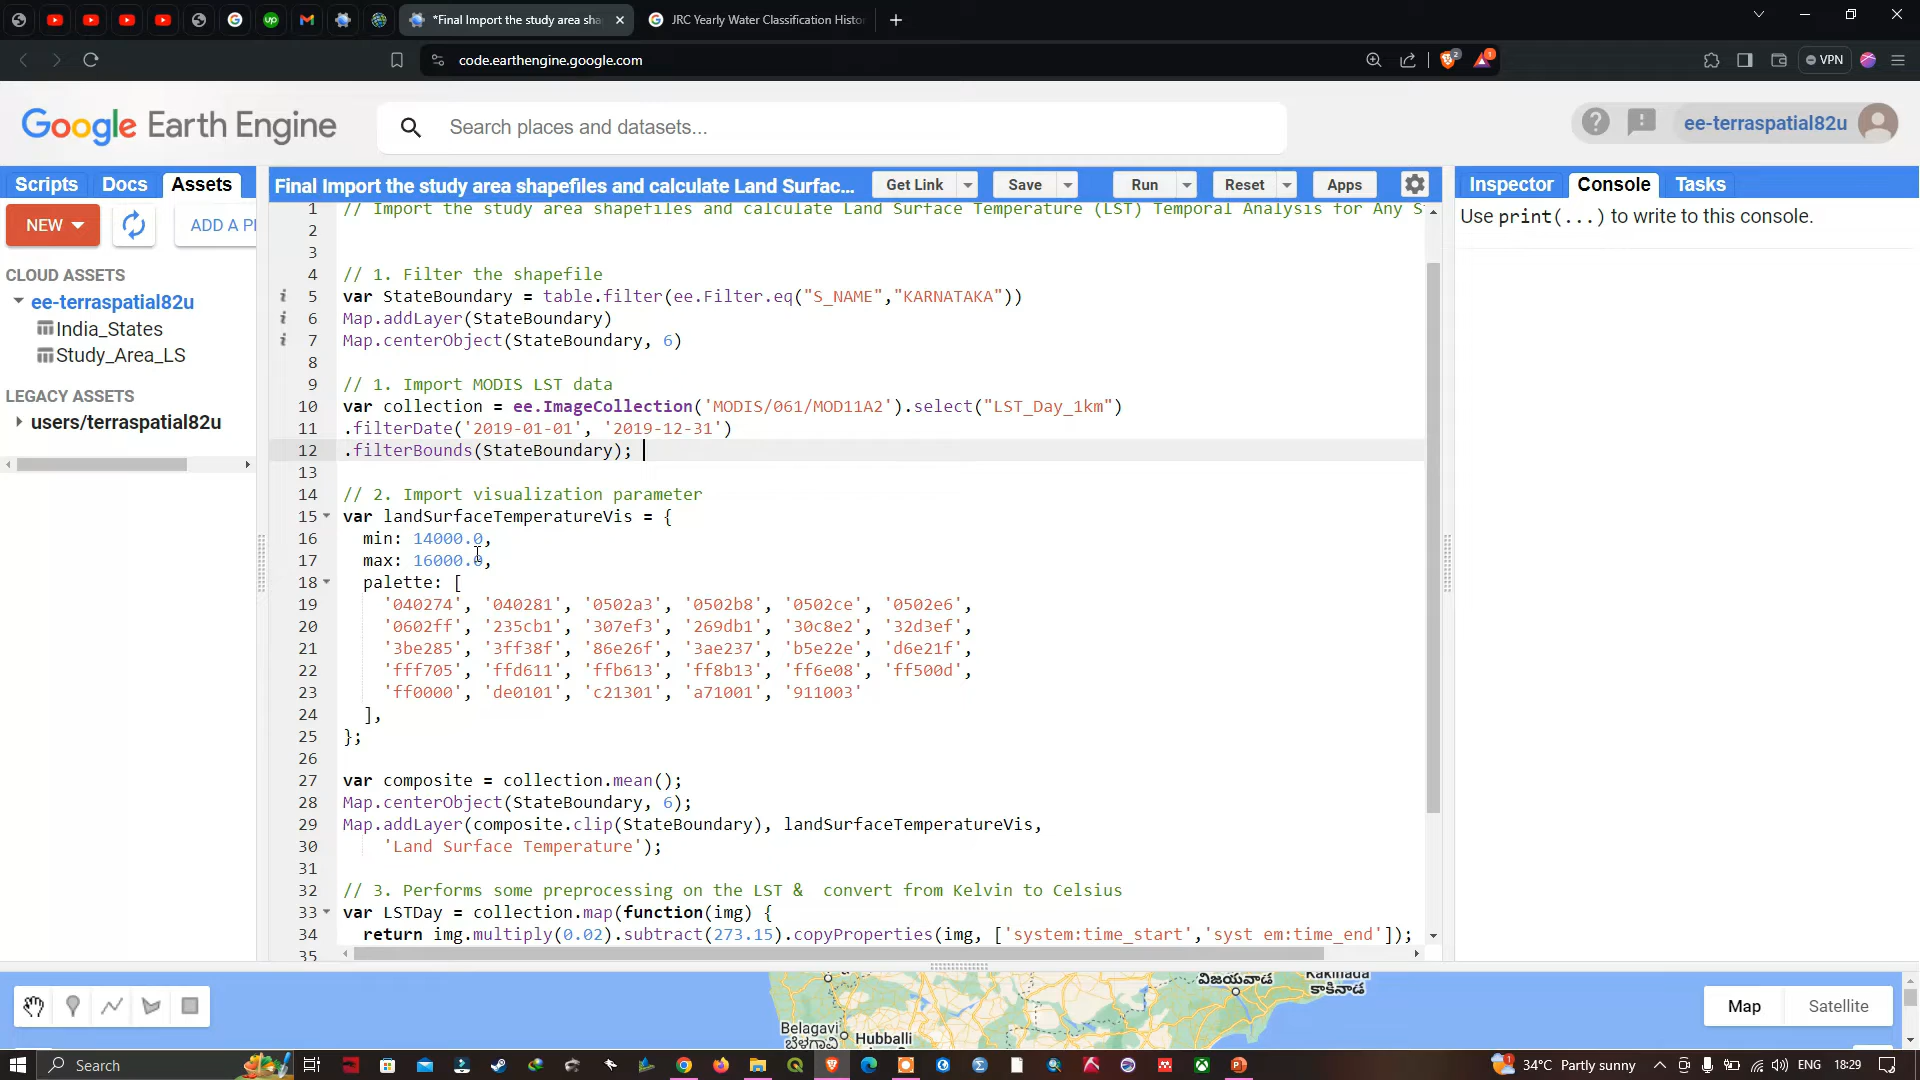 *Final Import the study area sha
JRC Yearly Water Classification Histo
code.earthengine.google.com
2
1
VPN
Google Earth Engine
Search places and datasets...
ee-terraspatial82u
Scripts
Docs
Assets
Final Import the study area shapefiles and calculate Land Surfac...
Get Link
Save
Run
Reset
Apps
Inspector
Console
Tasks
NEW
ADD A P
Use print(...) to write to this console.
CLOUD ASSETS
ee-terraspatial82u
India_States
Study_Area_LS
LEGACY ASSETS
users/terraspatial82u
1 // Import the study area shapefiles and calculate Land Surface Temperature (LST) Temporal Analysis for Any S
2
3
4 // 1. Filter the shapefile
i 5 var StateBoundary = table.filter(ee.Filter.eq("S_NAME","KARNATAKA"))
i 6 Map.addLayer(StateBoundary)
i 7 Map.centerObject(StateBoundary, 6)
8
9 // 1. Import MODIS LST data
10 var collection = ee.ImageCollection('MODIS/061/MOD11A2').select("LST_Day_1km")
11 .filterDate('2019-01-01', '2019-12-31')
12 .filterBounds(StateBoundary);
13
14 // 2. Import visualization parameter
15 var landSurfaceTemperatureVis = {
16 min: 14000.0,
17 max: 16000.0,
18 palette: [
19 '040274', '040281', '0502a3', '0502b8', '0502ce', '0502e6',
20 '0602ff', '235cb1', '307ef3', '269db1', '30c8e2', '32d3ef',
21 '3be285', '3ff38f', '86e26f', '3ae237', 'b5e22e', 'd6e21f',
22 'fff705', 'ffd611', 'ffb613', 'ff8b13', 'ff6e08', 'ff500d',
23 'ff0000', 'de0101', 'c21301', 'a71001', '911003'
24 ],
25 };
26
27 var composite = collection.mean();
28 Map.centerObject(StateBoundary, 6);
29 Map.addLayer(composite.clip(StateBoundary), landSurfaceTemperatureVis,
30 'Land Surface Temperature');
31
32 // 3. Performs some preprocessing on the LST &  convert from Kelvin to Celsius
33 var LSTDay = collection.map(function(img) {
34 return img.multiply(0.02).subtract(273.15).copyProperties(img, ['system:time_start','syst em:time_end']);
35
Belagavi
ಬೆಳಗಾವಿ
Hubballi
విజయవాడ
Kakinada
కాకినాడ
Map
Satellite
Search
34°C Partly sunny
ENG
18:29